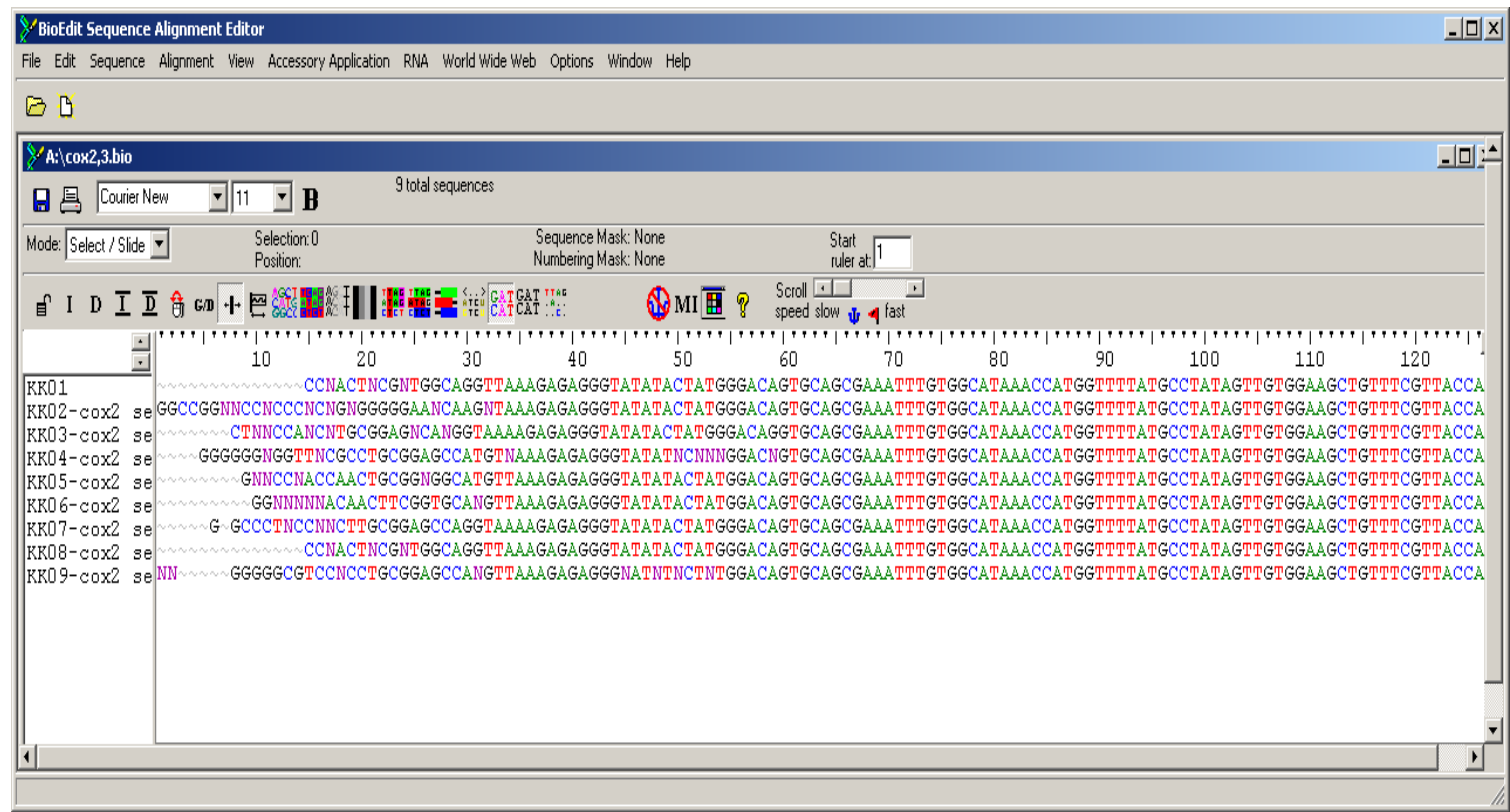 BioEdit Sequence Alignment Editor
File Edit Sequence Alignment View Accessory Application RNA World Wide Web Options Window Help
A:\cox2,3.bio
Courier New 11 B 9 total sequences
Mode: Select / Slide Selection: 0 Sequence Mask: None Start
Position: Numbering Mask: None ruler at: 1
I D I D G/D MI ? Scroll
speed slow fast
10 20 30 40 50 60 70 80 90 100 110 120
KK01 ~~~~~~~~~~~~~~CCNACTNCGNTGGCAGGTTAAAGAGAGGGTATATACTATGGGACAGTGCAGCGAAATTTGTGGCATAAACCATGGTTTTATGCCTATAGTTGTGGAAGCTGTTTCGTTACCA
KK02-cox2 se GGCCGGNNCCNCCCNCNGNGGGGGAANCAAGNTAAAGAGAGGGTATATACTATGGGACAGTGCAGCGAAATTTGTGGCATAAACCATGGTTTTATGCCTATAGTTGTGGAAGCTGTTTCGTTACCA
KK03-cox2 se ~~~~~~~CTNNCCANCNTGCGGAGNCANGGTAAAAGAGAGGGTATATACTATGGGACAGGTGCAGCGAAATTTGTGGCATAAACCATGGTTTTATGCCTATAGTTGTGGAAGCTGTTTCGTTACCA
KK04-cox2 se ~~~~GGGGGGNGGTTNCGCCTGCGGAGCCATGTNAAAGAGAGGGTATATNCNNNGGACNGTGCAGCGAAATTTGTGGCATAAACCATGGTTTTATGCCTATAGTTGTGGAAGCTGTTTCGTTACCA
KK05-cox2 se ~~~~~~~~GNNCCNACCAACTGCGGNGGCATGTTAAAGAGAGGGTATATACTATGGACAGTGCAGCGAAATTTGTGGCATAAACCATGGTTTTATGCCTATAGTTGTGGAAGCTGTTTCGTTACCA
KK06-cox2 se ~~~~~~~~~GGNNNNNACAACTTCGGTGCANGTTAAAGAGAGGGTATATACTATGGACAGTGCAGCGAAATTTGTGGCATAAACCATGGTTTTATGCCTATAGTTGTGGAAGCTGTTTCGTTACCA
KK07-cox2 se ~~~~~G~GCCCTNCCNNCTTGCGGAGCCAGGTAAAAGAGAGGGTATATACTATGGACAGTGCAGCGAAATTTGTGGCATAAACCATGGTTTTATGCCTATAGTTGTGGAAGCTGTTTCGTTACCA
KK08-cox2 se ~~~~~~~~~~~~~~CCNACTNCGNTGGCAGGTTAAAGAGAGGGTATATACTATGGGACAGTGCAGCGAAATTTGTGGCATAAACCATGGTTTTATGCCTATAGTTGTGGAAGCTGTTTCGTTACCA
KK09-cox2 se NN~~~~~GGGGGCGTCCNCCTGCGGAGCCANGTTAAAGAGAGGGNATNTNCTNTGGACAGTGCAGCGAAATTTGTGGCATAAACCATGGTTTTATGCCTATAGTTGTGGAAGCTGTTTCGTTACCA